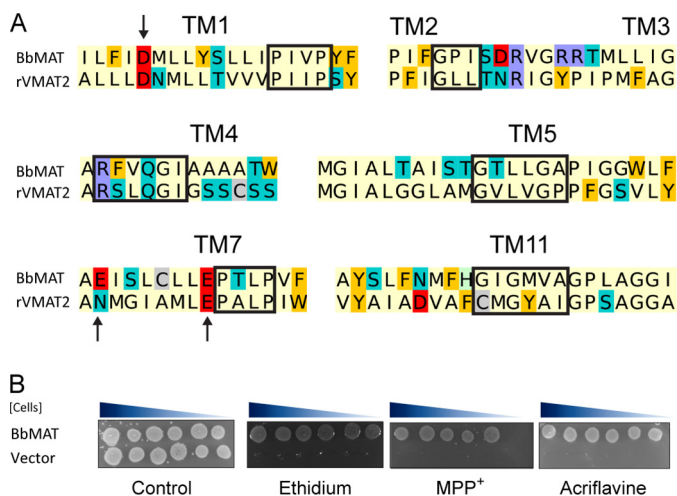 A
TM1 TM2 TM3
BbMAT ILFIDMLLYSLLIPIVPYF PIFGPISDRVGRRTMLLIG
rVMAT2 ALLLDNMLLTVVVPIIPSY PFIGLLTNRIGYPIPMFAG
TM4 TM5
BbMAT ARFVQGIAAAATW MGIALTAISTGTLLGAPIGGWLF
rVMAT2 ARSLQGIGSSCSS MGIALGGLAMGVLVGPPFGSVLY
TM7 TM11
BbMAT AEISLCLLEPTLPVF AYSLFNMFHGIGMVAGPLAGGI
rVMAT2 ANMGIAMLEPALPIW VYAIADVAFCMGYAIGPSAGGA
B
[Cells]
BbMAT
Vector
Control Ethidium MPP⁺ Acriflavine